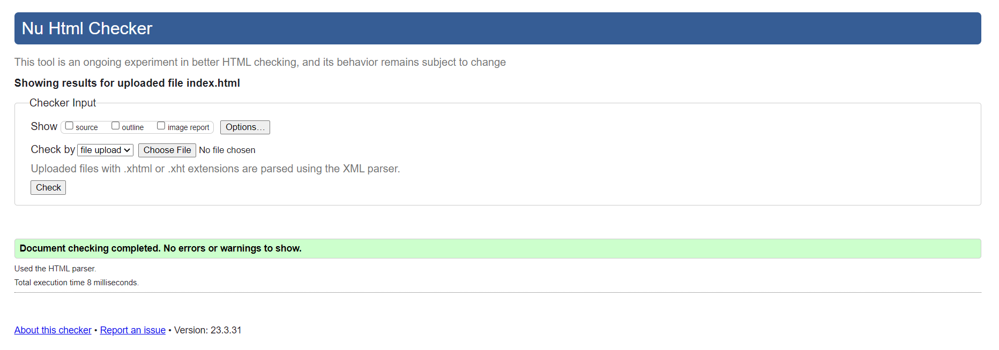 Nu Html Checker
This tool is an ongoing experiment in better HTML checking, and its behavior remains subject to change
Showing results for uploaded file index.html
Checker Input
Show source outline image report Options...
Check by file upload Choose File No file chosen
Uploaded files with .xhtml or .xht extensions are parsed using the XML parser.
Check
Document checking completed. No errors or warnings to show.
Used the HTML parser.
Total execution time 8 milliseconds.
About this checker • Report an issue • Version: 23.3.31